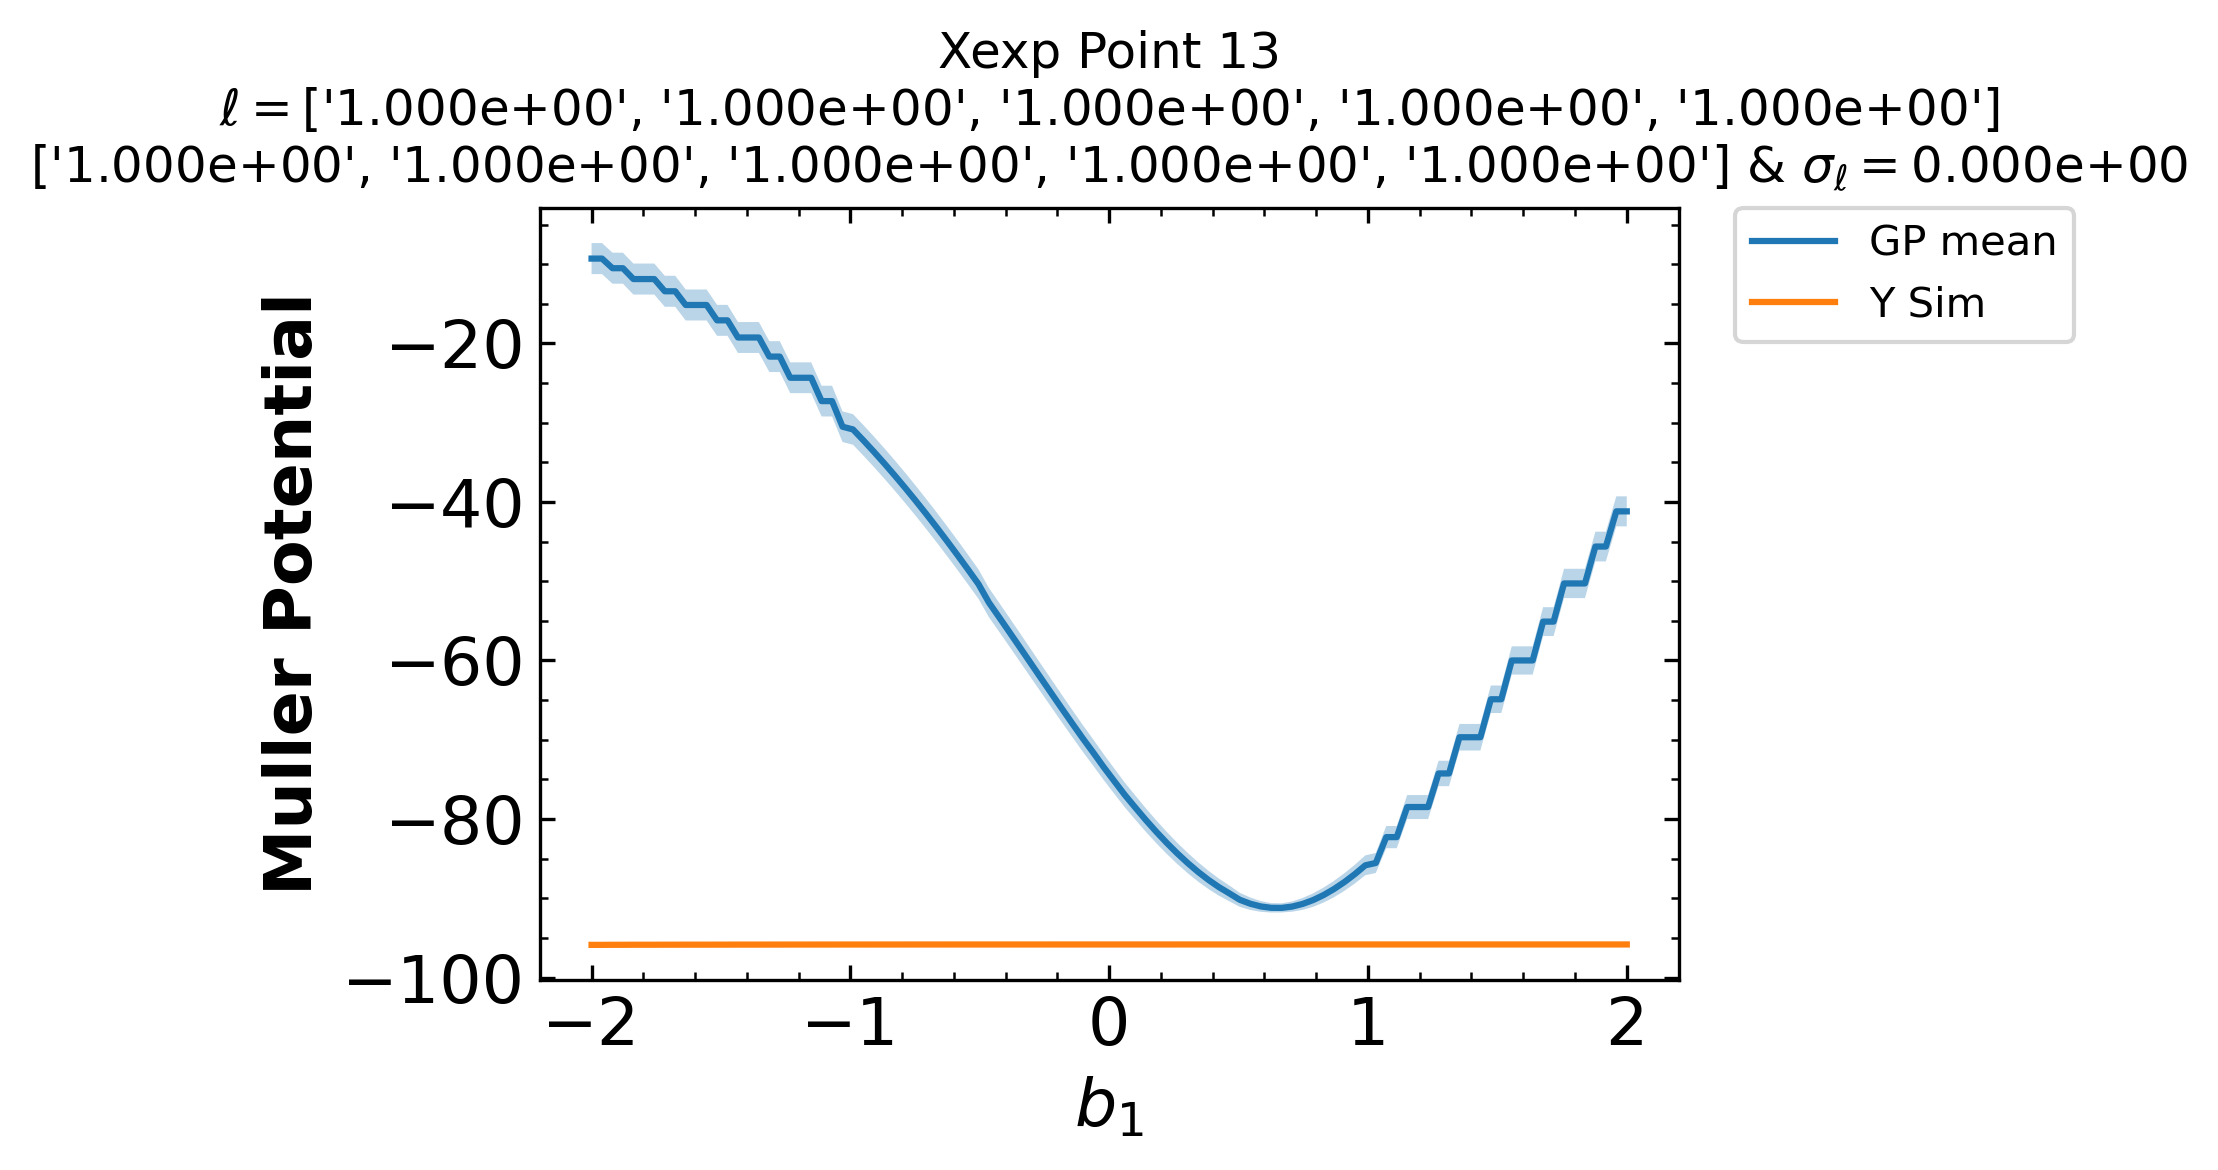 Xexp Point 13
ℓ = ['1.000e+00', '1.000e+00', '1.000e+00', '1.000e+00', '1.000e+00']
['1.000e+00', '1.000e+00', '1.000e+00', '1.000e+00', '1.000e+00'] & σ_ℓ = 0.000e+00
GP mean
Y Sim
Muller Potential
−20
−40
−60
−80
−100
−2
−1
0
1
2
b₁